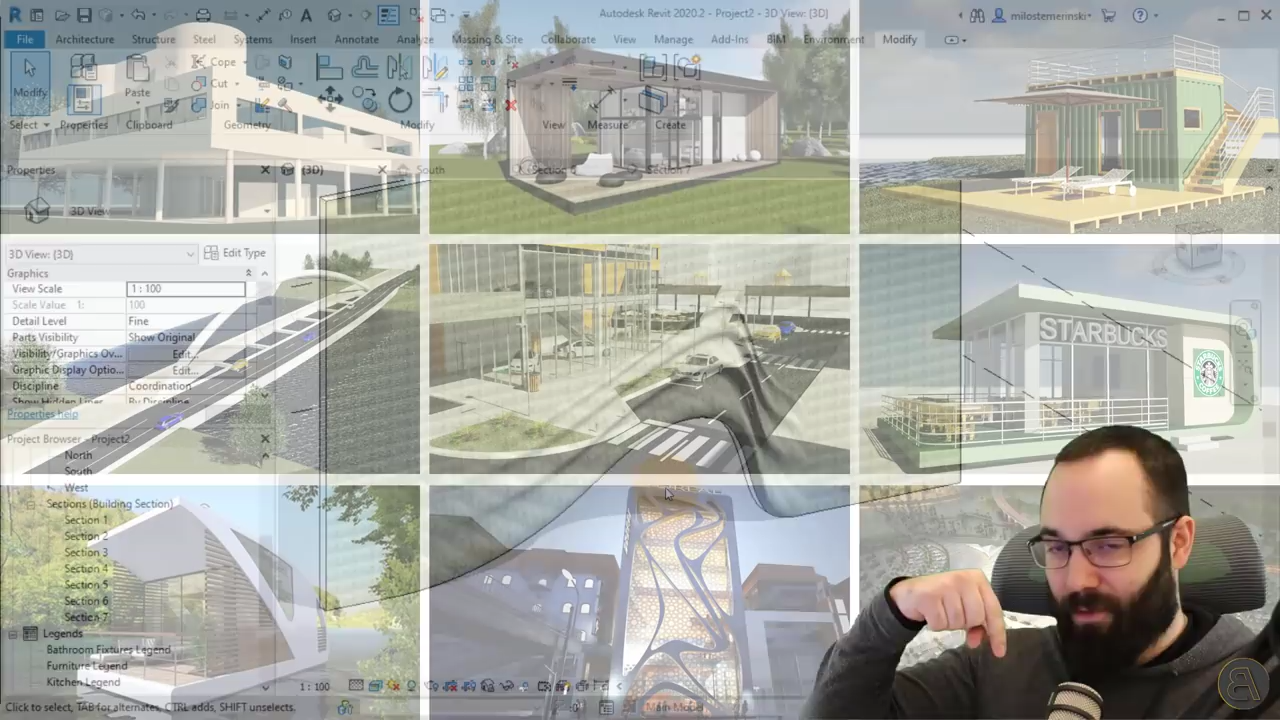 Autodesk Revit 2020.2 - Project2 - 3D View: {3D}
milostemerinski
File Architecture Structure Steel Systems Insert Annotate Analyze Massing & Site Collaborate View Manage Add-Ins BIM Environment Modify
Cope
Cut
Join
Modify
Paste
Select Properties Clipboard Geometry Modify View Measure Create
Properties
{3D}
South
3D View
3D View: {3D}
Edit Type
Graphics
View Scale 1 : 100
Scale Value 1: 100
Detail Level Fine
Parts Visibility Show Original
Visibility/Graphics Ov... Edit...
Graphic Display Optio... Edit...
Discipline Coordination
Show Hidden Lines By Discipline
Properties help
Project Browser - Project2
North
South
West
Sections (Building Section)
Section 1
Section 2
Section 3
Section 4
Section 5
Section 6
Section 7
Legends
Bathroom Fixtures Legend
Furniture Legend
Kitchen Legend
1 : 100
Click to select, TAB for alternates, CTRL adds, SHIFT unselects.
Main Model
STARBUCKS